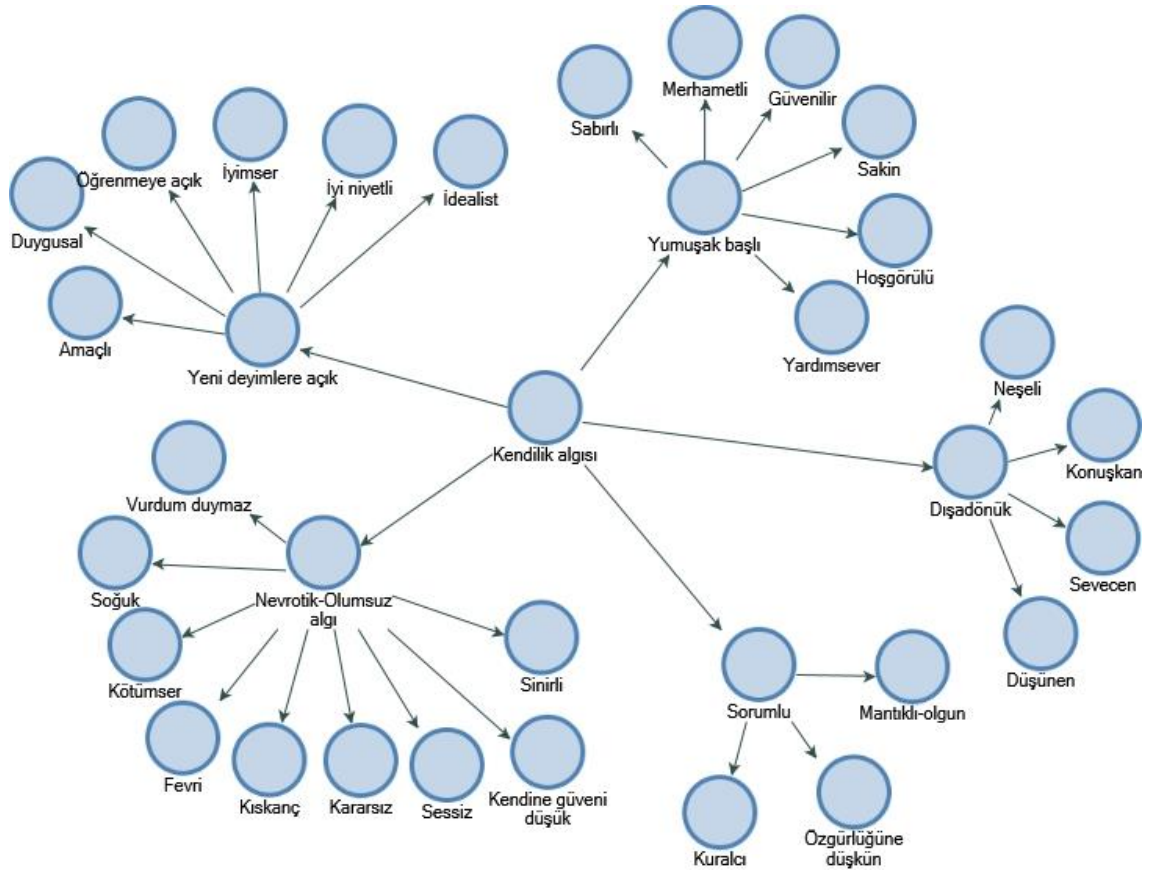 Merhametli
Güvenilir
Sabırlı
Sakin
Öğrenmeye açık
İyimser
İyi niyetli
İdealist
Duygusal
Yumuşak başlı
Hoşgörülü
Amaçlı
Yeni deyimlere açık
Yardımsever
Neşeli
Kendilik algısı
Konuşkan
Vurdum duymaz
Dışadönük
Soğuk
Nevrotik-Olumsuz
algı
Sevecen
Kötümser
Sinirli
Düşünen
Sorumlu
Mantıklı-olgun
Fevri
Kıskanç
Kararsız
Sessiz
Kendine güveni
düşük
Kuralcı
Özgürlüğüne
düşkün